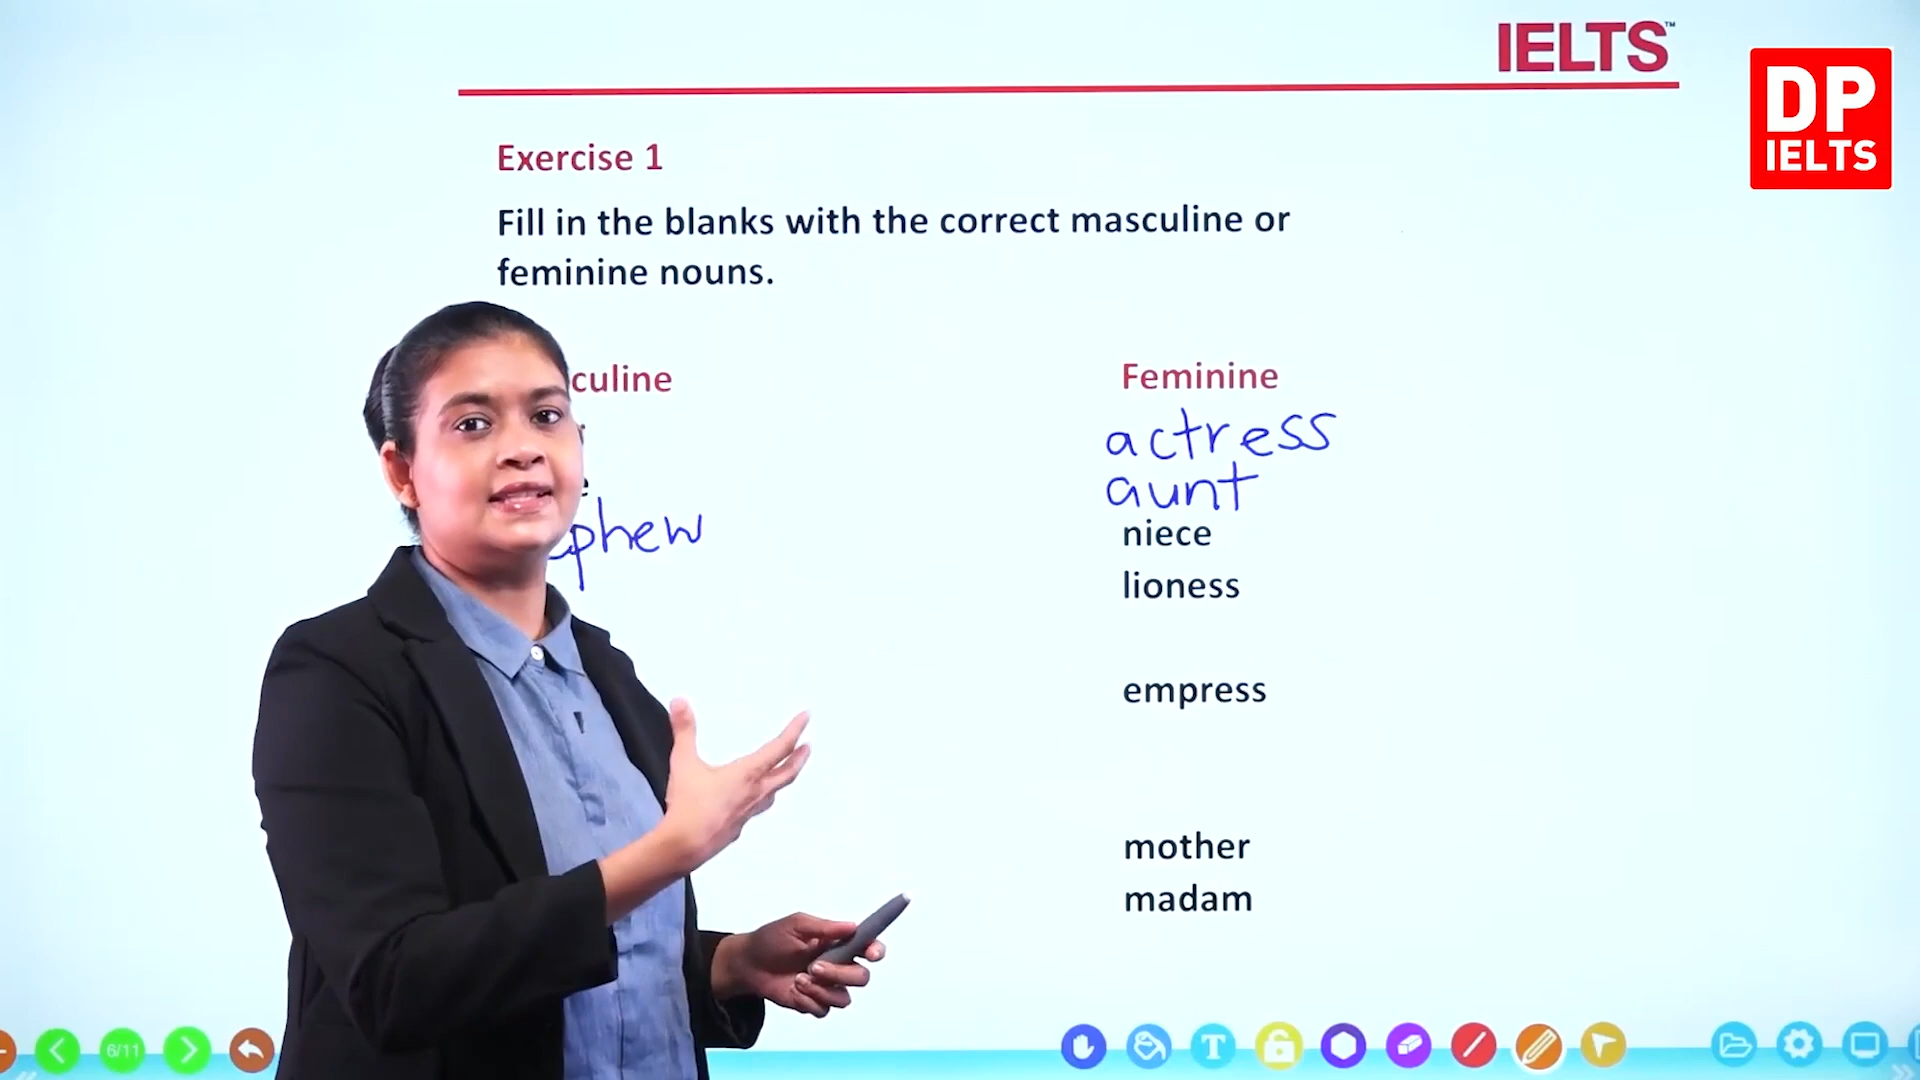 IELTS™
DP
IELTS
Exercise 1
Fill in the blanks with the correct masculine or
feminine nouns.
culine Feminine
actress
aunt
phew niece
lioness
empress
mother
madam
6/11
T